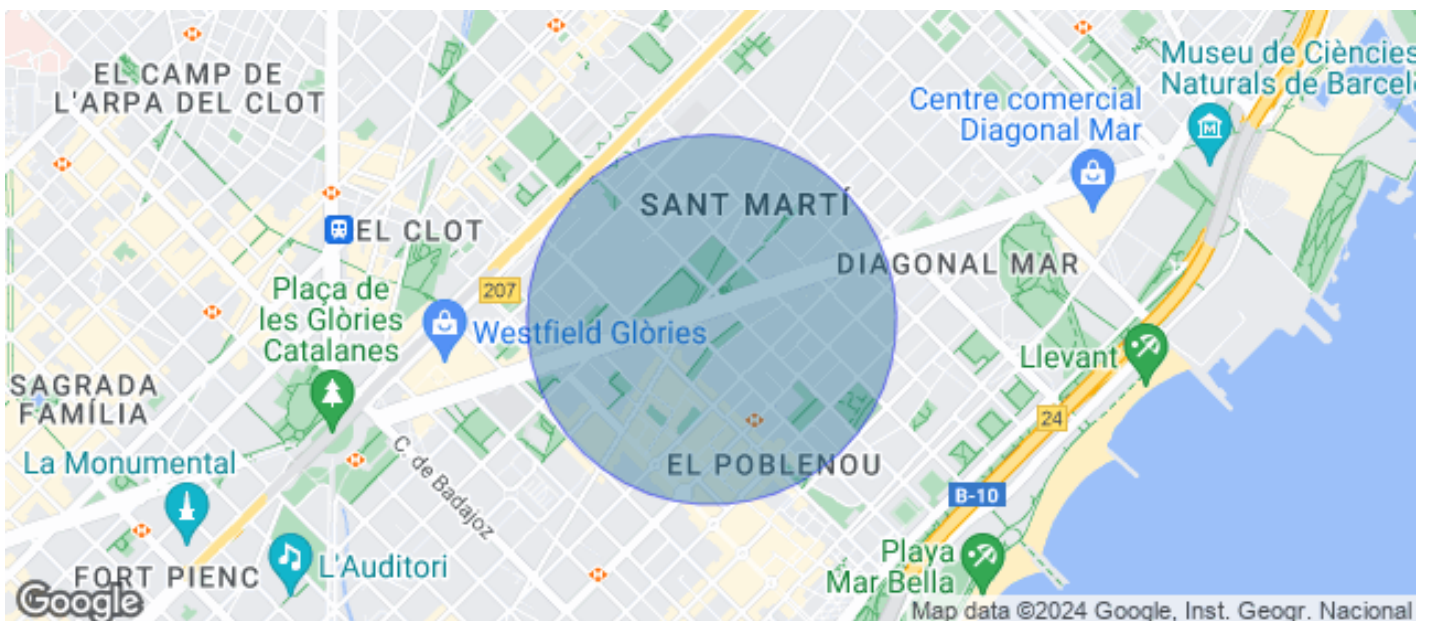 EL CAMP DE
L'ARPA DEL CLOT
Museu de Ciències
Naturals de Barcel
Centre comercial
Diagonal Mar
SANT MARTÍ
EL CLOT
DIAGONAL MAR
207
Plaça de
les Glòries
Catalanes
Westfield Glòries
Llevant
SAGRADA
FAMÍLIA
24
C. de Badajoz
La Monumental
EL POBLENOU
B-10
Playa
Mar Bella
L'Auditori
FORT PIENC
Google
Map data ©2024 Google, Inst. Geogr. Nacional